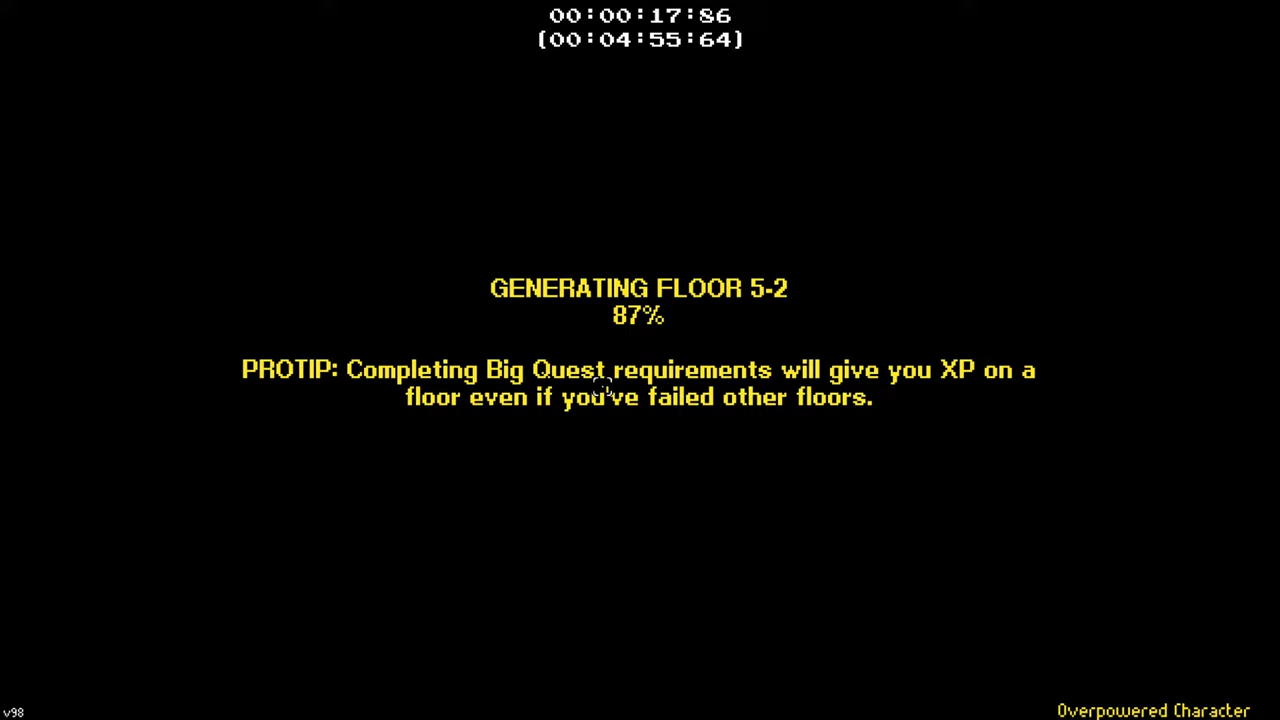 00:00:17:86
[00:04:55:64]
GENERATING FLOOR 5-2
87%
PROTIP: Completing Big Quest requirements will give you XP on a
floor even if you've failed other floors.
v98
Overpowered Character